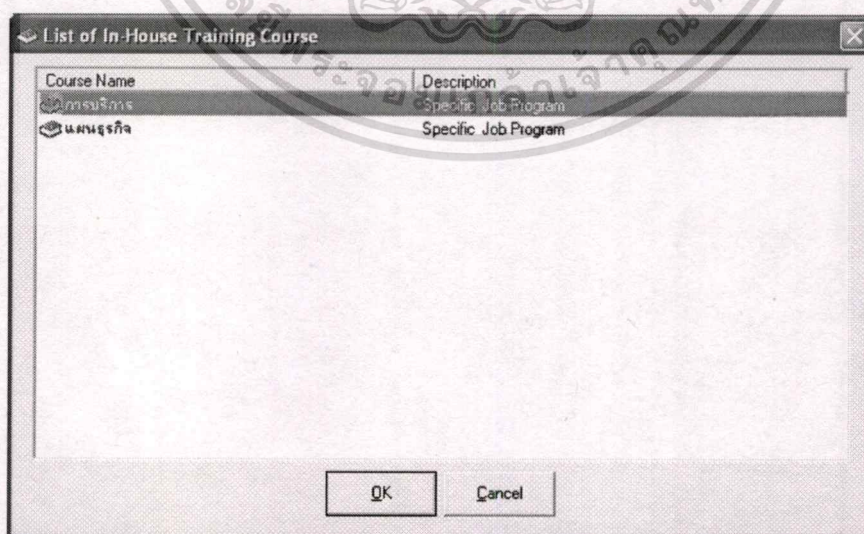 List of In-House Training Course
Course Name Description
การบริการ Specific Job Program
แผนธุรกิจ Specific Job Program
OK Cancel